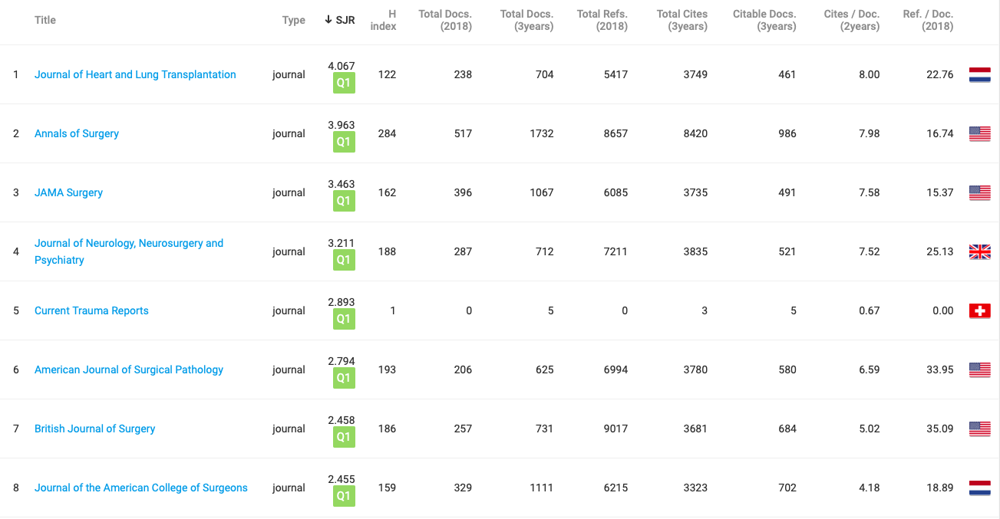 Title Type ↓ SJR H index Total Docs. (2018) Total Docs. (3years) Total Refs. (2018) Total Cites (3years) Citable Docs. (3years) Cites / Doc. (2years) Ref. / Doc. (2018)
1 Journal of Heart and Lung Transplantation journal 4.067 Q1 122 238 704 5417 3749 461 8.00 22.76
2 Annals of Surgery journal 3.963 Q1 284 517 1732 8657 8420 986 7.98 16.74
3 JAMA Surgery journal 3.463 Q1 162 396 1067 6085 3735 491 7.58 15.37
4 Journal of Neurology, Neurosurgery and Psychiatry journal 3.211 Q1 188 287 712 7211 3835 521 7.52 25.13
5 Current Trauma Reports journal 2.893 Q1 1 0 5 0 3 5 0.67 0.00
6 American Journal of Surgical Pathology journal 2.794 Q1 193 206 625 6994 3780 580 6.59 33.95
7 British Journal of Surgery journal 2.458 Q1 186 257 731 9017 3681 684 5.02 35.09
8 Journal of the American College of Surgeons journal 2.455 Q1 159 329 1111 6215 3323 702 4.18 18.89